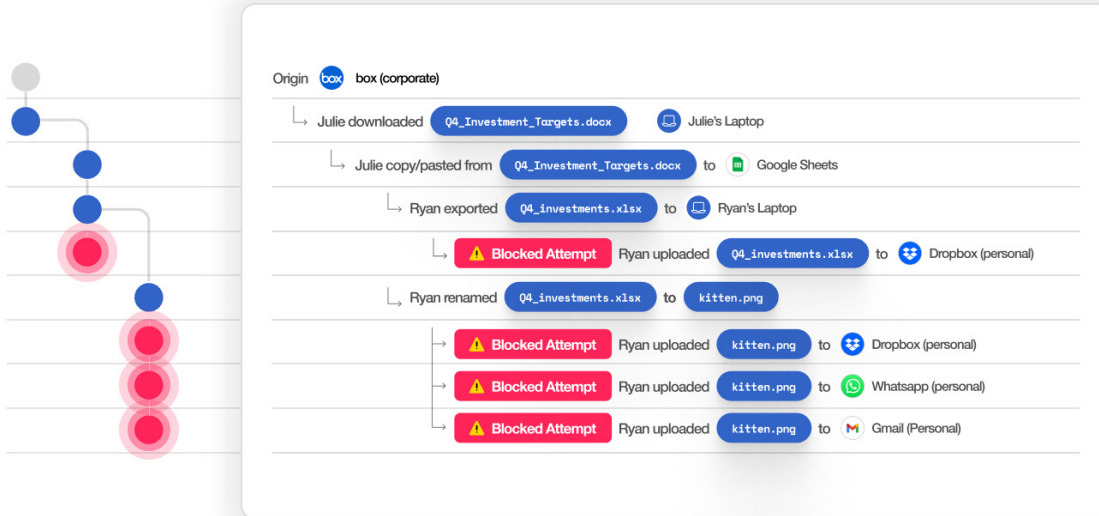 Origin box box (corporate)
Julie downloaded Q4_Investment_Targets.docx Julie's Laptop
Julie copy/pasted from Q4_Investment_Targets.docx to Google Sheets
Ryan exported Q4_investments.xlsx to Ryan's Laptop
Blocked Attempt Ryan uploaded Q4_investments.xlsx to Dropbox (personal)
Ryan renamed Q4_investments.xlsx to kitten.png
Blocked Attempt Ryan uploaded kitten.png to Dropbox (personal)
Blocked Attempt Ryan uploaded kitten.png to Whatsapp (personal)
Blocked Attempt Ryan uploaded kitten.png to Gmail (Personal)